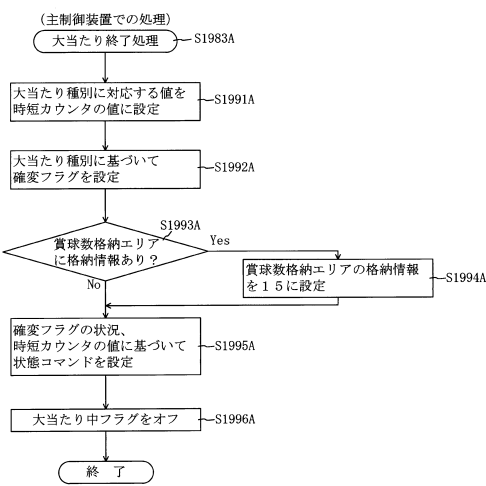 (主制御装置での処理)
大当たり終了処理
S1983A
大当たり種別に対応する値を
時短カウンタの値に設定
S1991A
大当たり種別に基づいて
確変フラグを設定
S1992A
S1993A
賞球数格納エリア
に格納情報あり?
Yes
No
賞球数格納エリアの格納情報
を15に設定
S1994A
確変フラグの状況、
時短カウンタの値に基づいて
状態コマンドを設定
S1995A
大当たり中フラグをオフ
S1996A
終 了